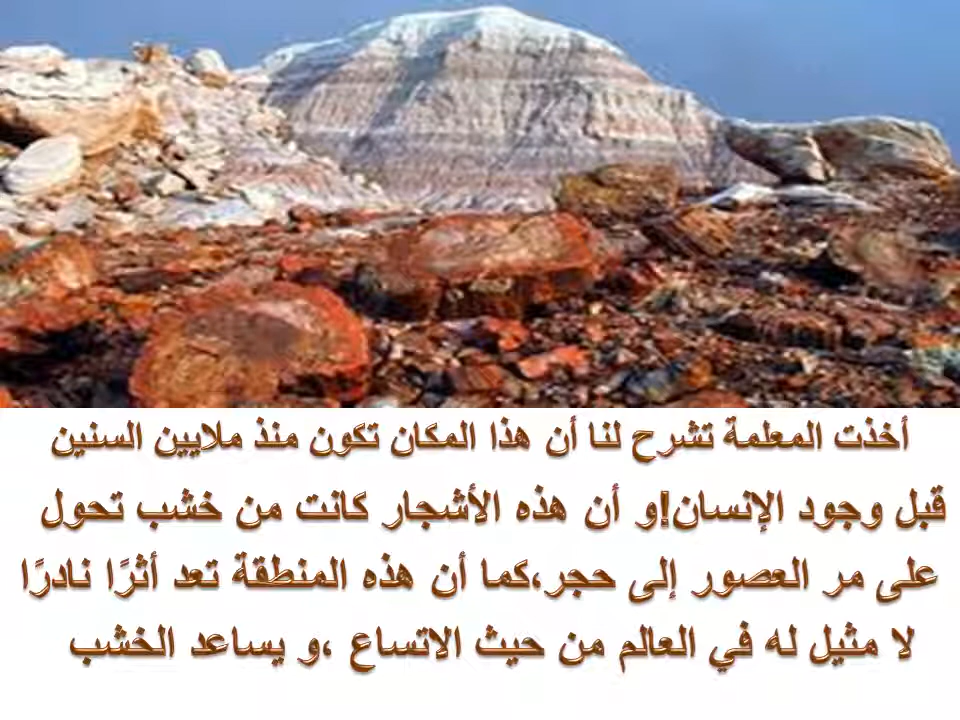 أخذت المعلمة تشرح لنا أن هذا المكان تكون منذ ملايين السنين
قبل وجود الإنسان!و أن هذه الأشجار كانت من خشب تحول
على مر العصور إلى حجر،كما أن هذه المنطقة تعد أثرًا نادرًا
لا مثيل له في العالم من حيث الاتساع ،و يساعد الخشب